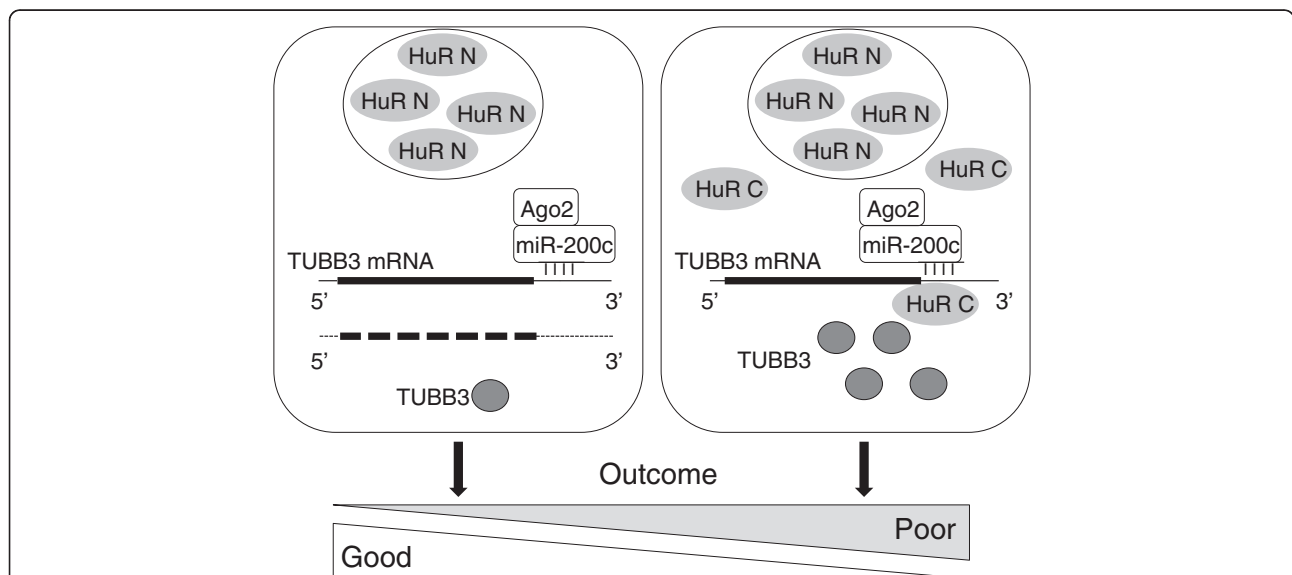 HuR N
HuR N
HuR N
HuR N
Ago2
miR-200c
TUBB3 mRNA
5’
3’
5’
3’
TUBB3
HuR N
HuR N
HuR N
HuR N
HuR C
HuR C
Ago2
miR-200c
TUBB3 mRNA
5’
3’
HuR C
TUBB3
Outcome
Poor
Good